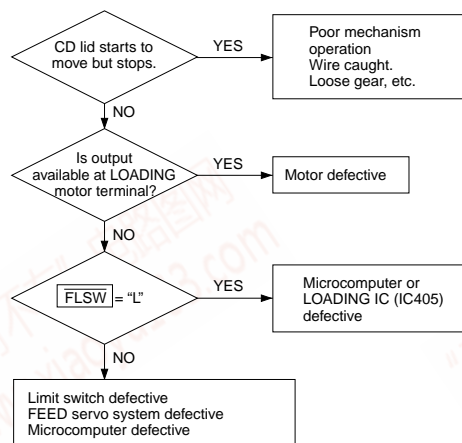 CD lid starts to
move but stops.
YES
Poor mechanism
operation
Wire caught.
Loose gear, etc.
NO
Is output
available at LOADING
motor terminal?
YES
Motor defective
NO
FLSW = “L”
YES
Microcomputer or
LOADING IC (IC405)
defective
NO
Limit switch defective
FEED servo system defective
Microcomputer defective